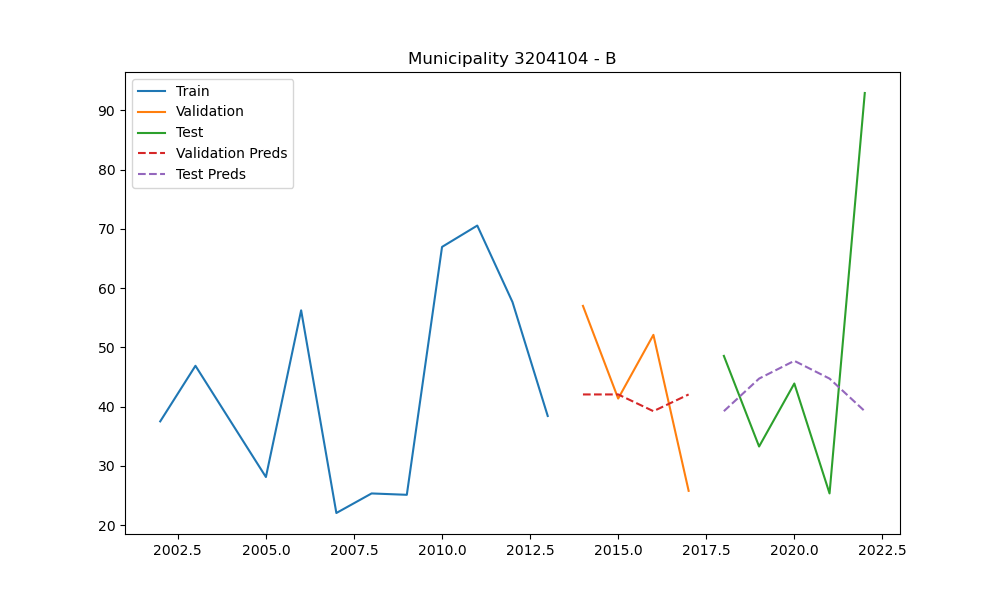 Municipality 3204104 - B
Train
Validation
Test
Validation Preds
Test Preds
90
80
70
60
50
40
30
20
2002.5 2005.0 2007.5 2010.0 2012.5 2015.0 2017.5 2020.0 2022.5